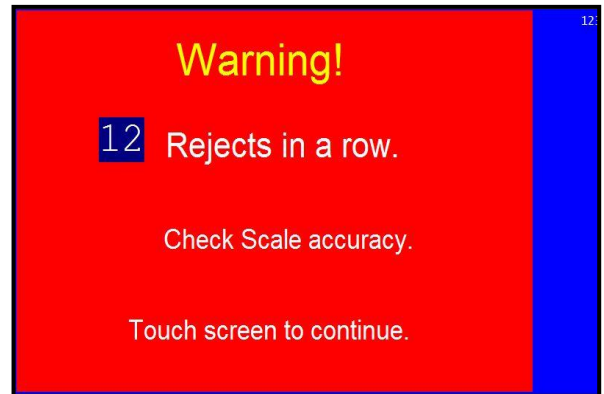 Warning!
12 Rejects in a row.
Check Scale accuracy.
Touch screen to continue.